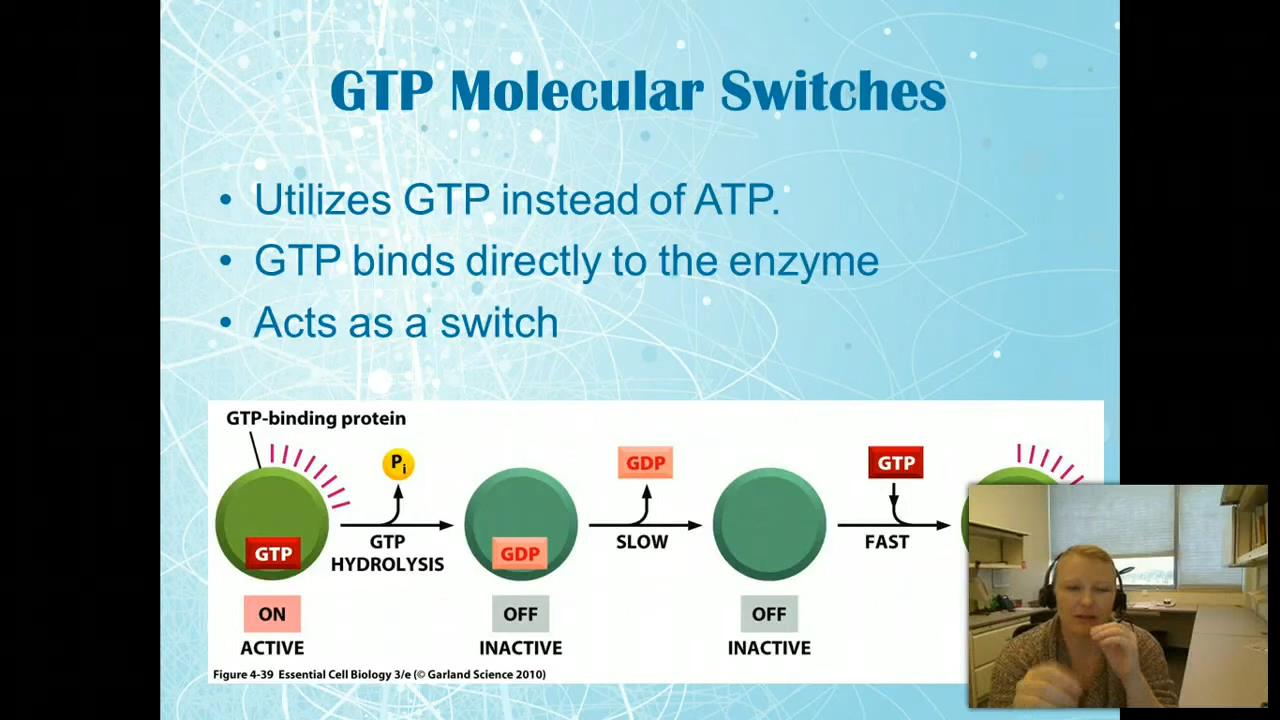 GTP Molecular Switches
• Utilizes GTP instead of ATP.
• GTP binds directly to the enzyme
• Acts as a switch
GTP-binding protein
Pi
GDP
GTP
GTP
GTP
HYDROLYSIS
GDP
SLOW
FAST
ON
OFF
OFF
ACTIVE
INACTIVE
INACTIVE
Figure 4-39 Essential Cell Biology 3/e (© Garland Science 2010)